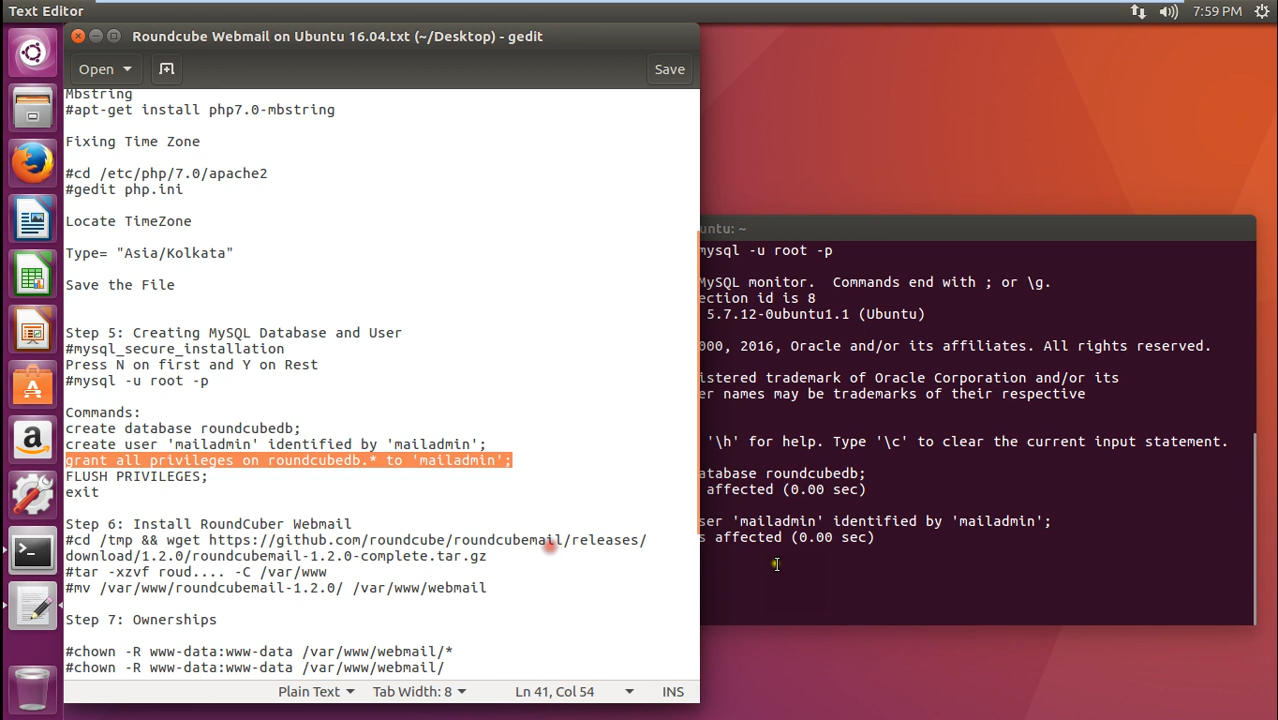 Text Editor
7:59 PM
Roundcube Webmail on Ubuntu 16.04.txt (~/Desktop) - gedit
Open
Save
Mbstring
#apt-get install php7.0-mbstring
Fixing Time Zone
#cd /etc/php/7.0/apache2
#gedit php.ini
Locate TimeZone
Type= "Asia/Kolkata"
Save the File
Step 5: Creating MySQL Database and User
#mysql_secure_installation
Press N on first and Y on Rest
#mysql -u root -p
Commands:
create database roundcubedb;
create user 'mailadmin' identified by 'mailadmin';
grant all privileges on roundcubedb.* to 'mailadmin';
FLUSH PRIVILEGES;
exit
Step 6: Install RoundCuber Webmail
#cd /tmp && wget https://github.com/roundcube/roundcubemail/releases/
download/1.2.0/roundcubemail-1.2.0-complete.tar.gz
#tar -xzvf roud.... -C /var/www
#mv /var/www/roundcubemail-1.2.0/ /var/www/webmail
Step 7: Ownerships
#chown -R www-data:www-data /var/www/webmail/*
#chown -R www-data:www-data /var/www/webmail/
Plain Text
Tab Width: 8
Ln 41, Col 54
INS
untu: ~
mysql -u root -p
MySQL monitor. Commands end with ; or \g.
ection id is 8
5.7.12-0ubuntu1.1 (Ubuntu)
000, 2016, Oracle and/or its affiliates. All rights reserved.
istered trademark of Oracle Corporation and/or its
er names may be trademarks of their respective
'\h' for help. Type '\c' to clear the current input statement.
atabase roundcubedb;
affected (0.00 sec)
ser 'mailadmin' identified by 'mailadmin';
s affected (0.00 sec)